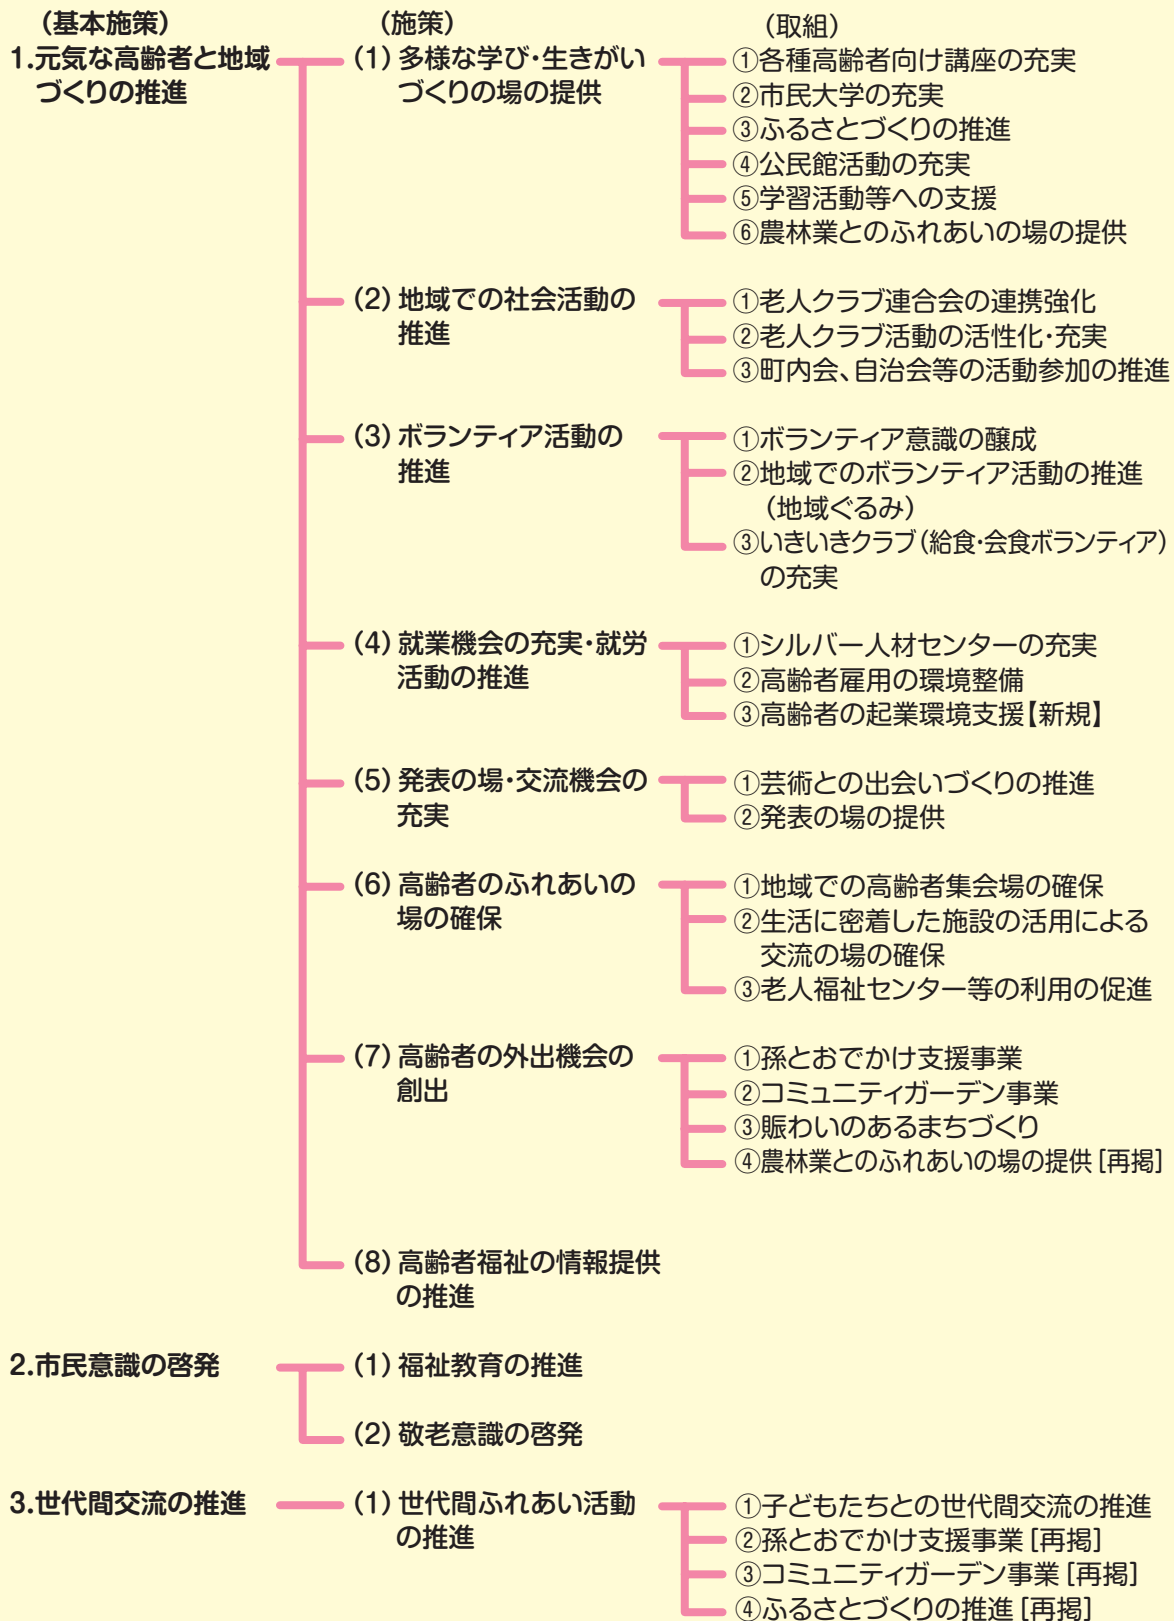 （基本施策）
（施策）
（取組）
1.元気な高齢者と地域
づくりの推進
（1）多様な学び・生きがい
づくりの場の提供
①各種高齢者向け講座の充実
②市民大学の充実
③ふるさとづくりの推進
④公民館活動の充実
⑤学習活動等への支援
⑥農林業とのふれあいの場の提供
（2）地域での社会活動の
推進
①老人クラブ連合会の連携強化
②老人クラブ活動の活性化・充実
③町内会、自治会等の活動参加の推進
（3）ボランティア活動の
推進
①ボランティア意識の醸成
②地域でのボランティア活動の推進
（地域ぐるみ）
③いきいきクラブ（給食・会食ボランティア）
の充実
（4）就業機会の充実・就労
活動の推進
①シルバー人材センターの充実
②高齢者雇用の環境整備
③高齢者の起業環境支援【新規】
（5）発表の場・交流機会の
充実
①芸術との出会いづくりの推進
②発表の場の提供
（6）高齢者のふれあいの
場の確保
①地域での高齢者集会場の確保
②生活に密着した施設の活用による
交流の場の確保
③老人福祉センター等の利用の促進
（7）高齢者の外出機会の
創出
①孫とおでかけ支援事業
②コミュニティガーデン事業
③賑わいのあるまちづくり
④農林業とのふれあいの場の提供［再掲］
（8）高齢者福祉の情報提供
の推進
2.市民意識の啓発
（1）福祉教育の推進
（2）敬老意識の啓発
3.世代間交流の推進
（1）世代間ふれあい活動
の推進
①子どもたちとの世代間交流の推進
②孫とおでかけ支援事業［再掲］
③コミュニティガーデン事業［再掲］
④ふるさとづくりの推進［再掲］